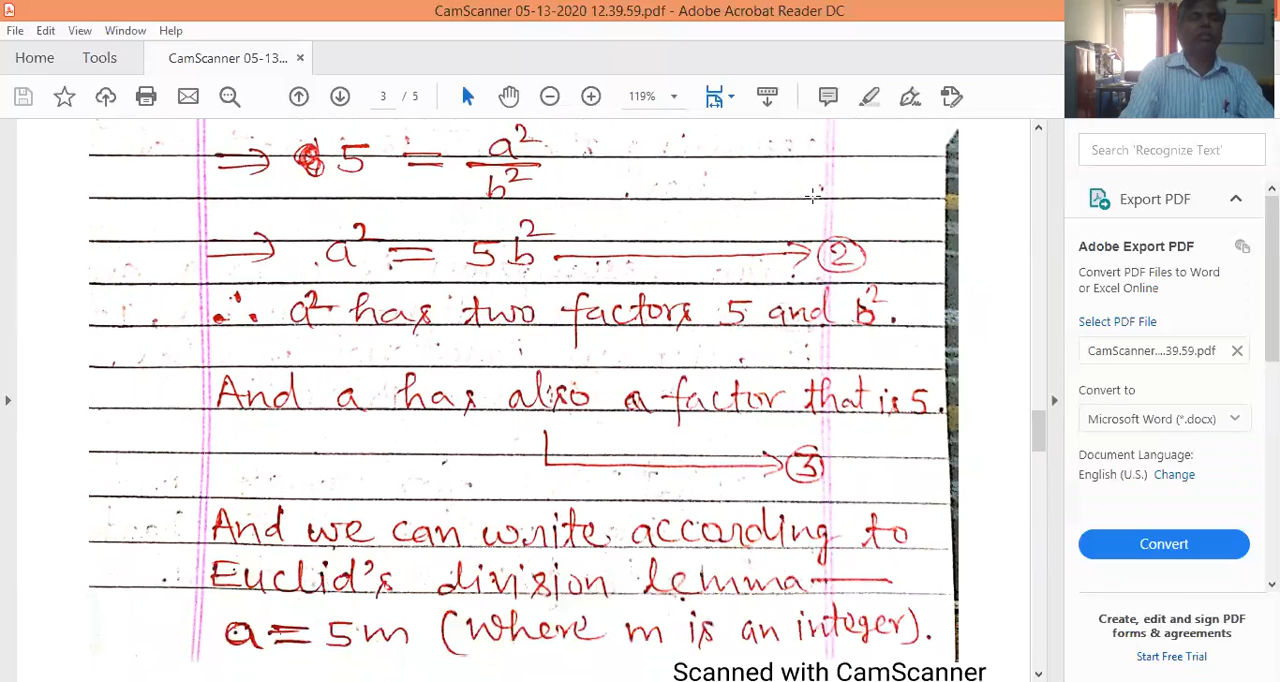 CamScanner 05-13-2020 12.39.59.pdf - Adobe Acrobat Reader DC
File Edit View Window Help
Home Tools CamScanner 05-13... ×
3 / 5 119%
⇒ 5 = a²/b²
⇒ a² = 5b² ⟶ ②
∴ a² has two factors 5 and b².
And a has also a factor that is 5.
⟶ ③
And we can write according to
Euclid's division lemma —
a = 5m (where m is an integer).
Scanned with CamScanner
Search 'Recognize Text'
Export PDF
Adobe Export PDF
Convert PDF Files to Word
or Excel Online
Select PDF File
CamScanner....39.59.pdf ×
Convert to
Microsoft Word (*.docx)
Document Language:
English (U.S.) Change
Convert
Create, edit and sign PDF
forms & agreements
Start Free Trial